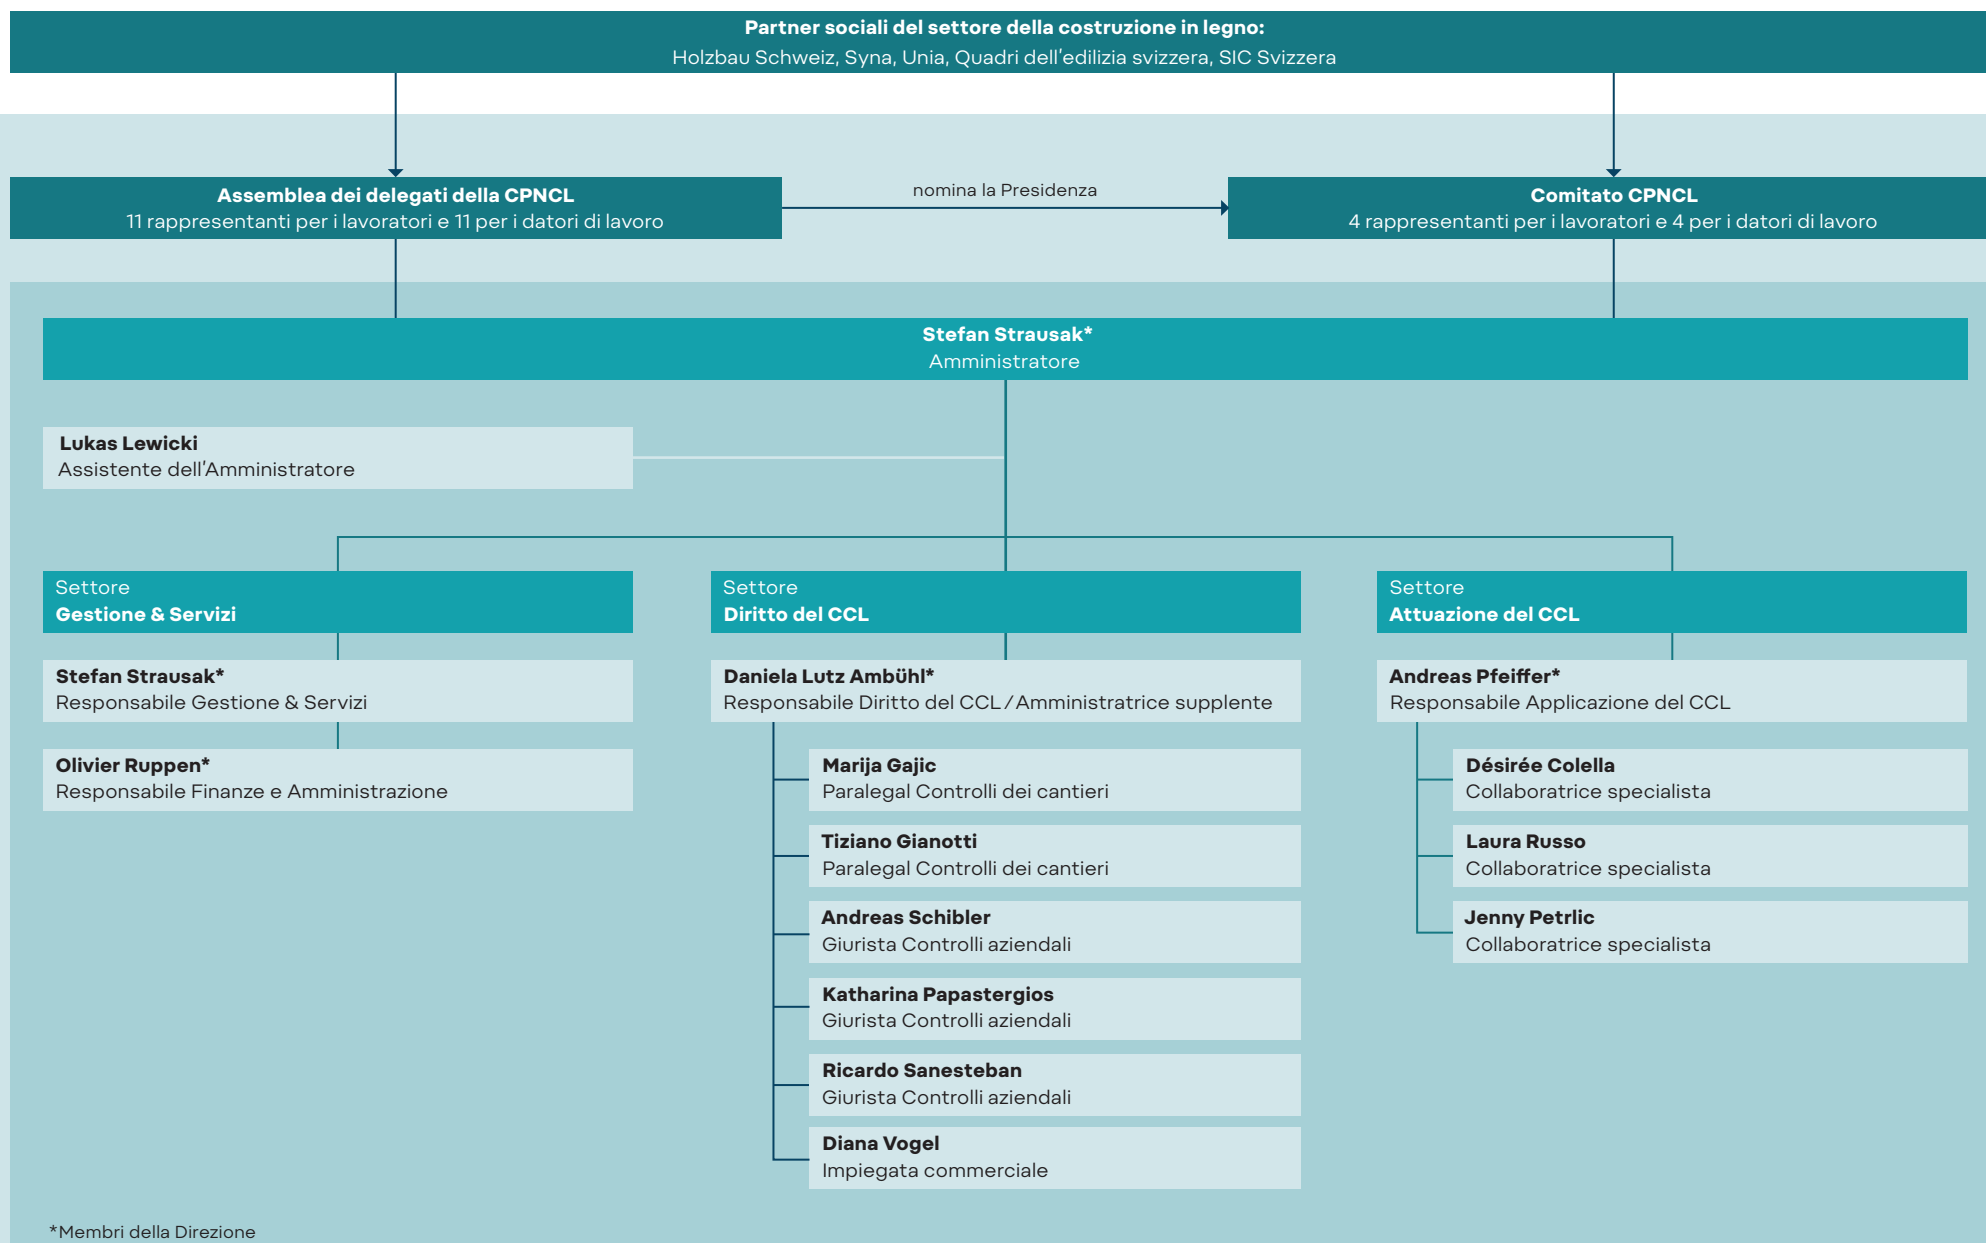 Partner sociali del settore della costruzione in legno:
Holzbau Schweiz, Syna, Unia, Quadri dell'edilizia svizzera, SIC Svizzera
Assemblea dei delegati della CPNCL
11 rappresentanti per i lavoratori e 11 per i datori di lavoro
nomina la Presidenza
Comitato CPNCL
4 rappresentanti per i lavoratori e 4 per i datori di lavoro
Stefan Strausak*
Amministratore
Lukas Lewicki
Assistente dell'Amministratore
Settore
Gestione & Servizi
Stefan Strausak*
Responsabile Gestione & Servizi
Olivier Ruppen*
Responsabile Finanze e Amministrazione
Settore
Diritto del CCL
Daniela Lutz Ambühl*
Responsabile Diritto del CCL / Amministratrice supplente
Marija Gajic
Paralegal Controlli dei cantieri
Tiziano Gianotti
Paralegal Controlli dei cantieri
Andreas Schibler
Giurista Controlli aziendali
Katharina Papastergios
Giurista Controlli aziendali
Ricardo Sanesteban
Giurista Controlli aziendali
Diana Vogel
Impiegata commerciale
Settore
Attuazione del CCL
Andreas Pfeiffer*
Responsabile Applicazione del CCL
Désirée Colella
Collaboratrice specialista
Laura Russo
Collaboratrice specialista
Jenny Petrlic
Collaboratrice specialista
*Membri della Direzione